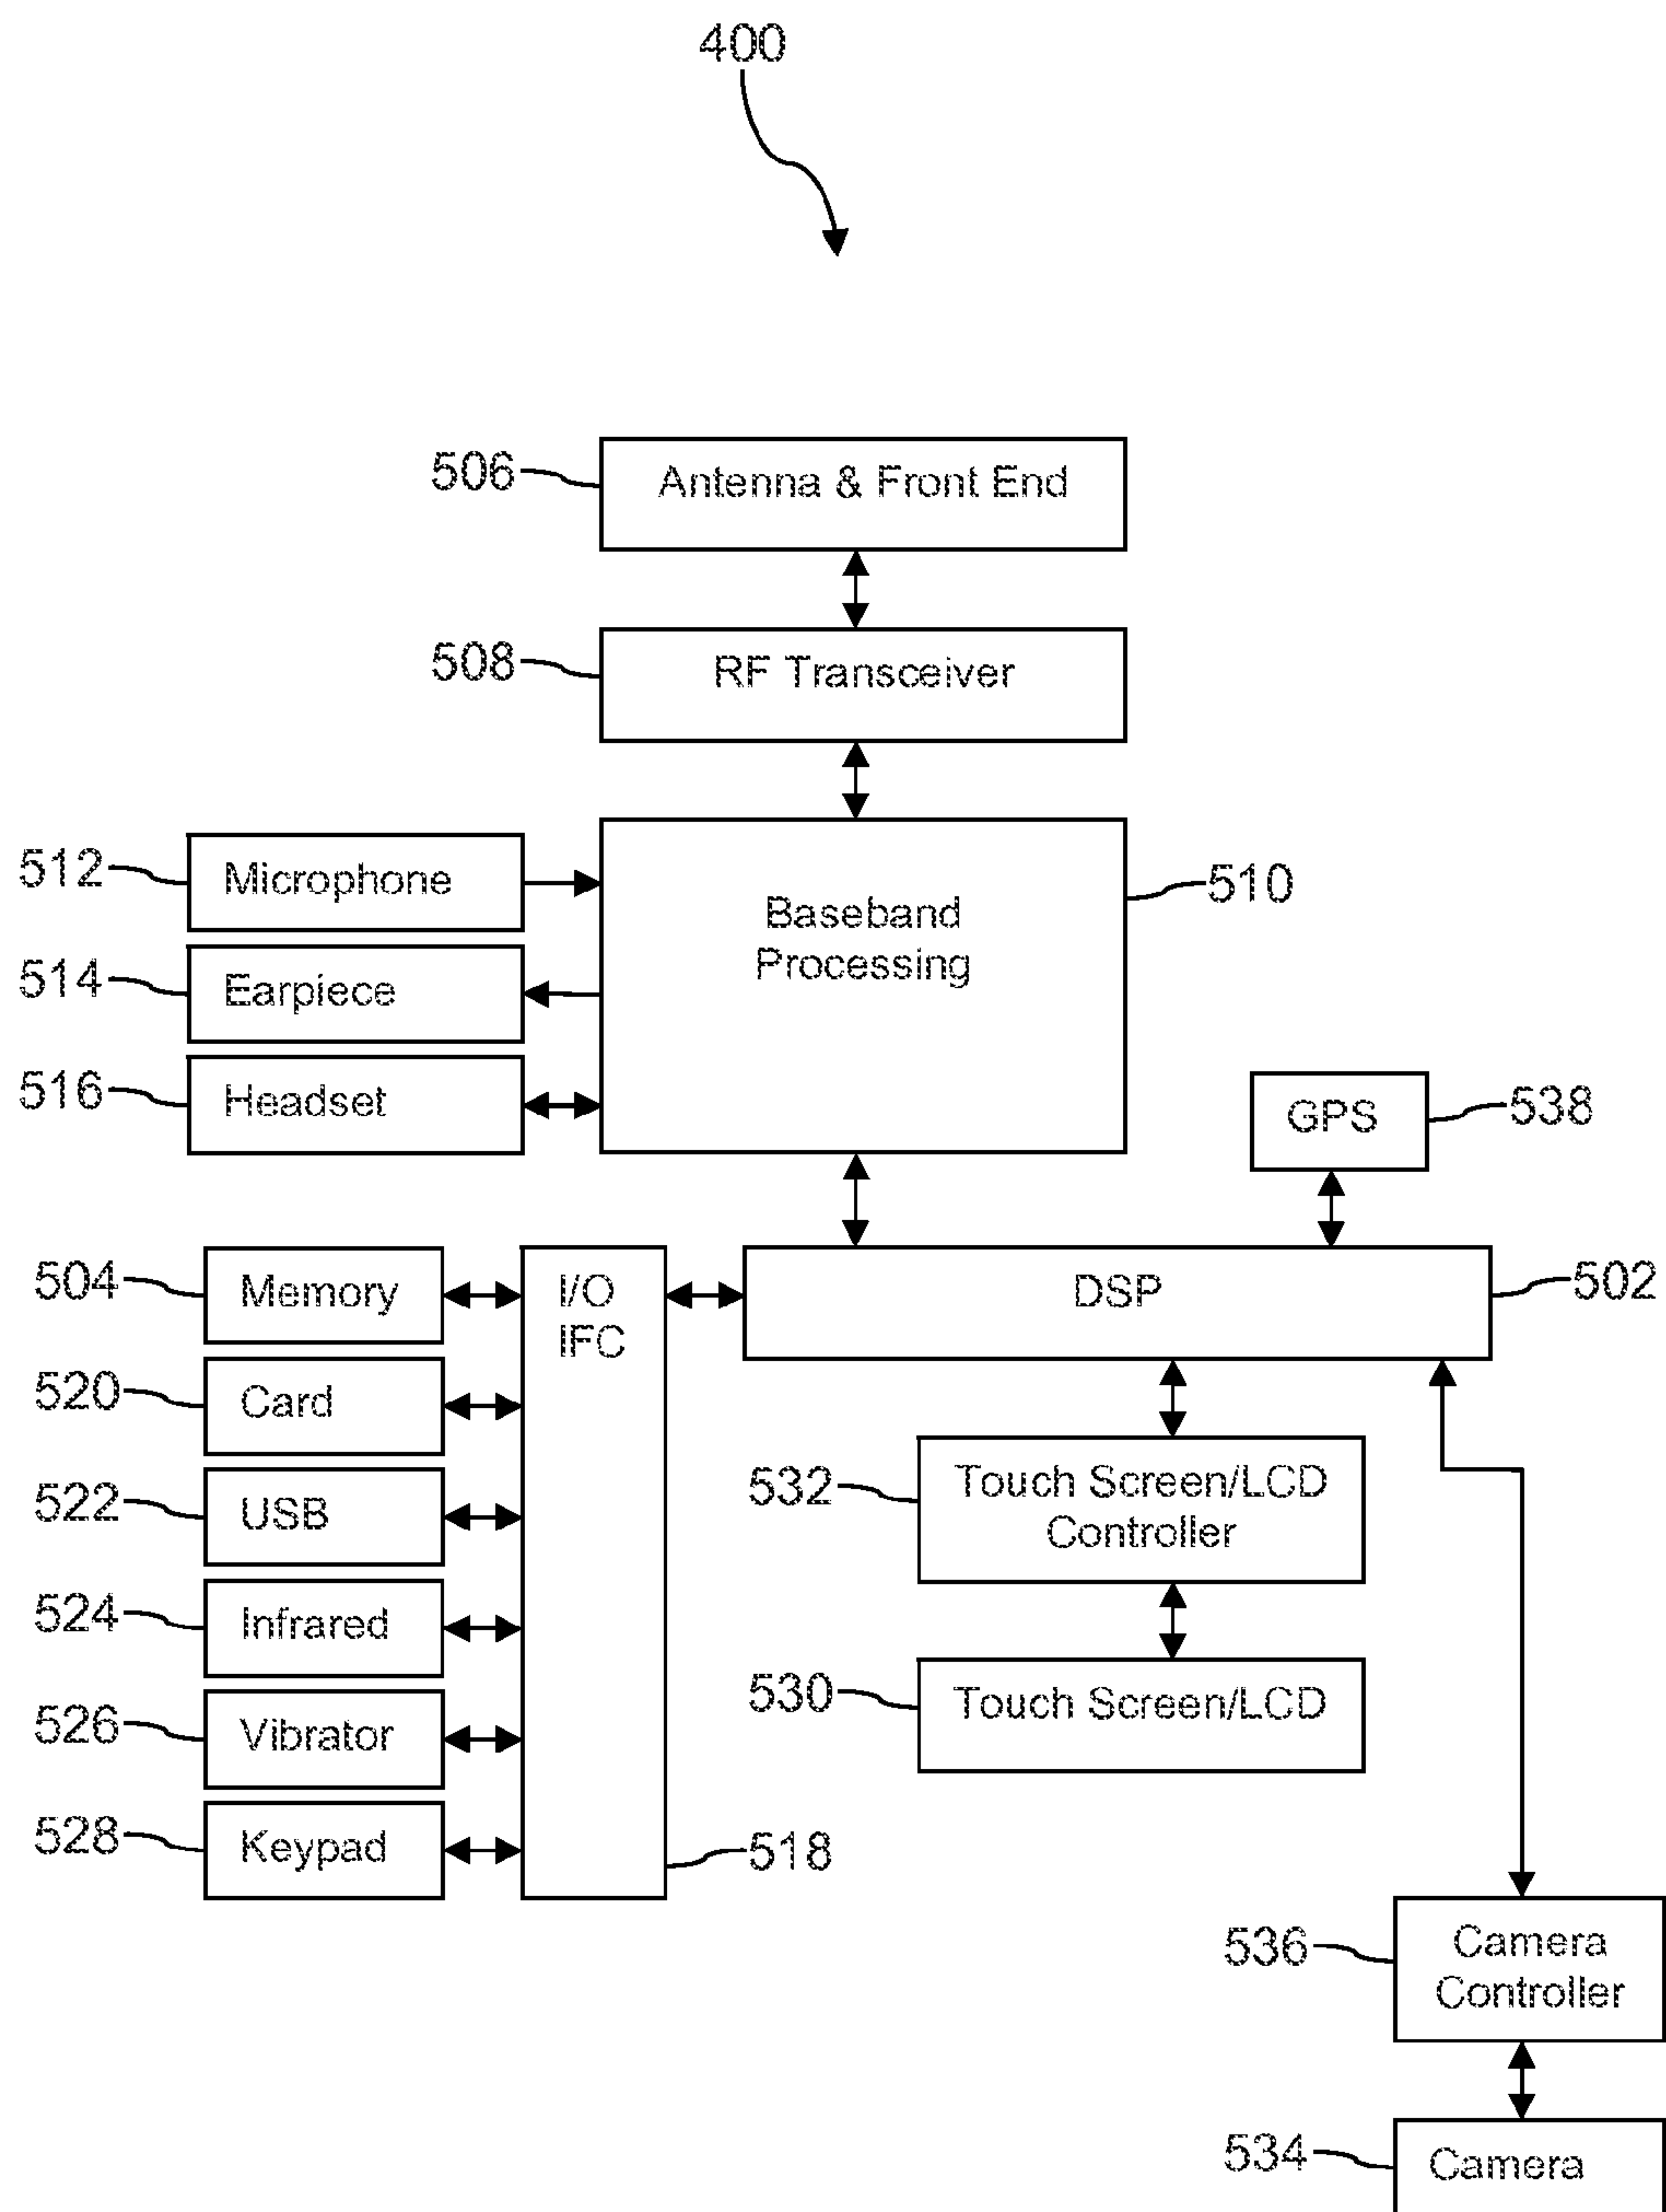 400
506
Antenna & Front End
508
RF Transceiver
512
Microphone
Baseband
Processing
510
514
Earpiece
516
Headset
GPS
538
504
Memory
I/O
IFC
DSP
502
520
Card
522
USB
532
Touch Screen/LCD
Controller
524
Infrared
530
Touch Screen/LCD
526
Vibrator
528
Keypad
518
536
Camera
Controller
534
Camera